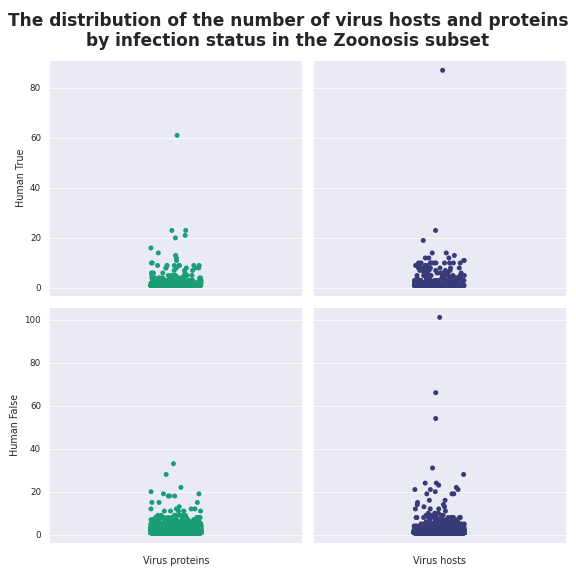 The distribution of the number of virus hosts and proteins
by infection status in the Zoonosis subset
Human True
80
60
40
20
0
Human False
100
80
60
40
20
0
Virus proteins
Virus hosts